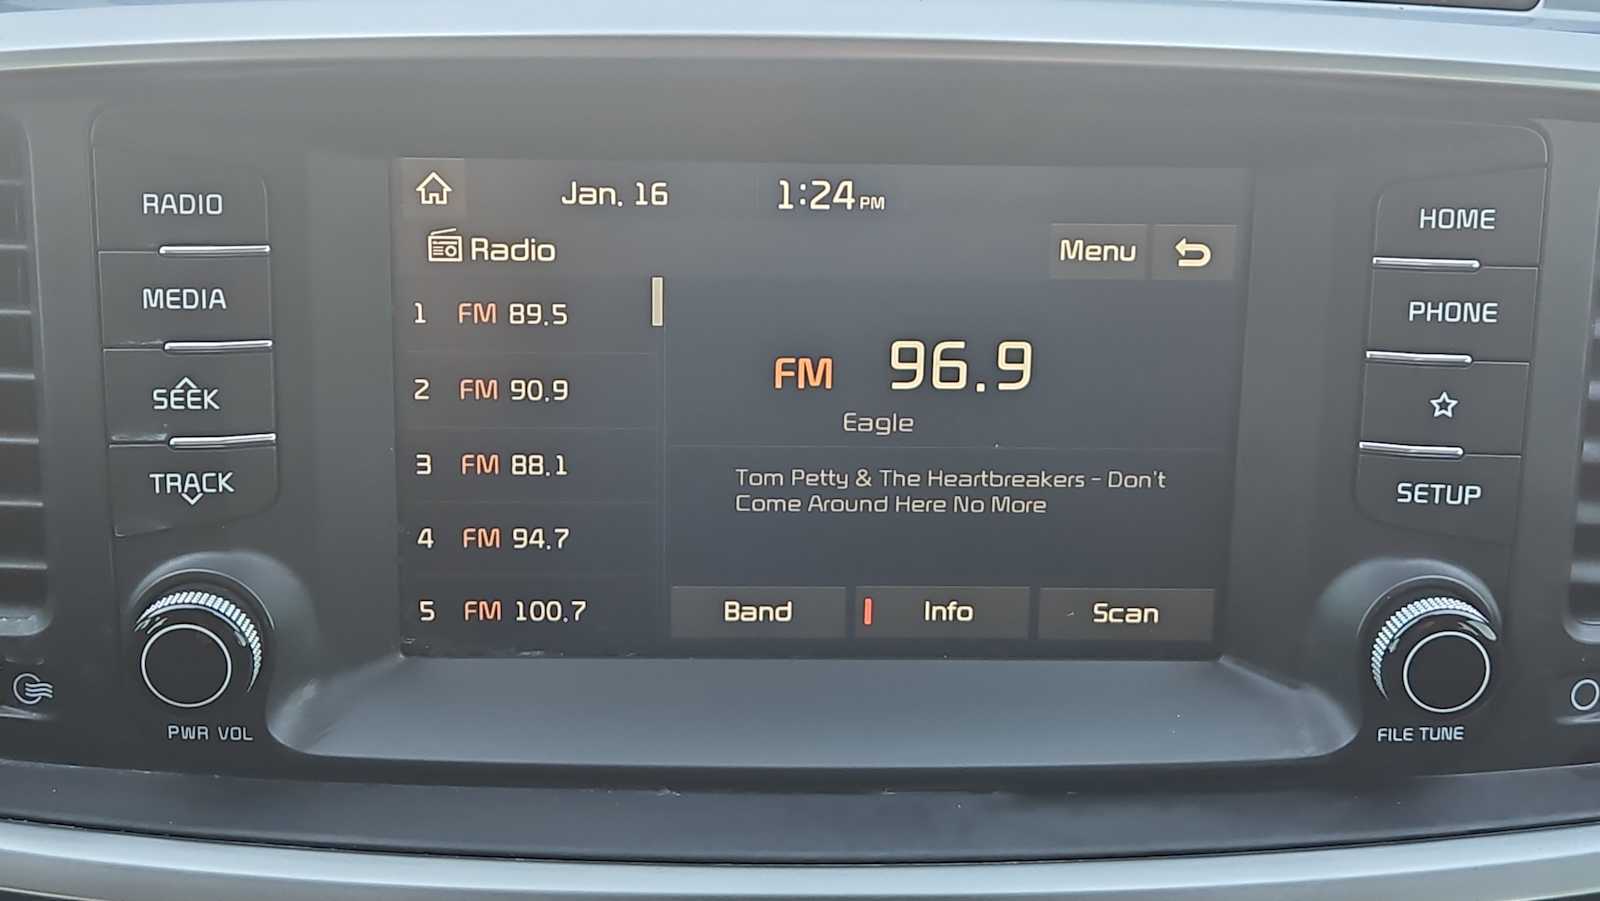 RADIO
MEDIA
SEEK
TRACK
PWR VOL
Jan. 16
1:24 PM
Radio
Menu
1 FM 89.5
2 FM 90.9
3 FM 88.1
4 FM 94.7
5 FM 100.7
FM 96.9
Eagle
Tom Petty & The Heartbreakers - Don't
Come Around Here No More
Band
Info
Scan
HOME
PHONE
SETUP
FILE TUNE